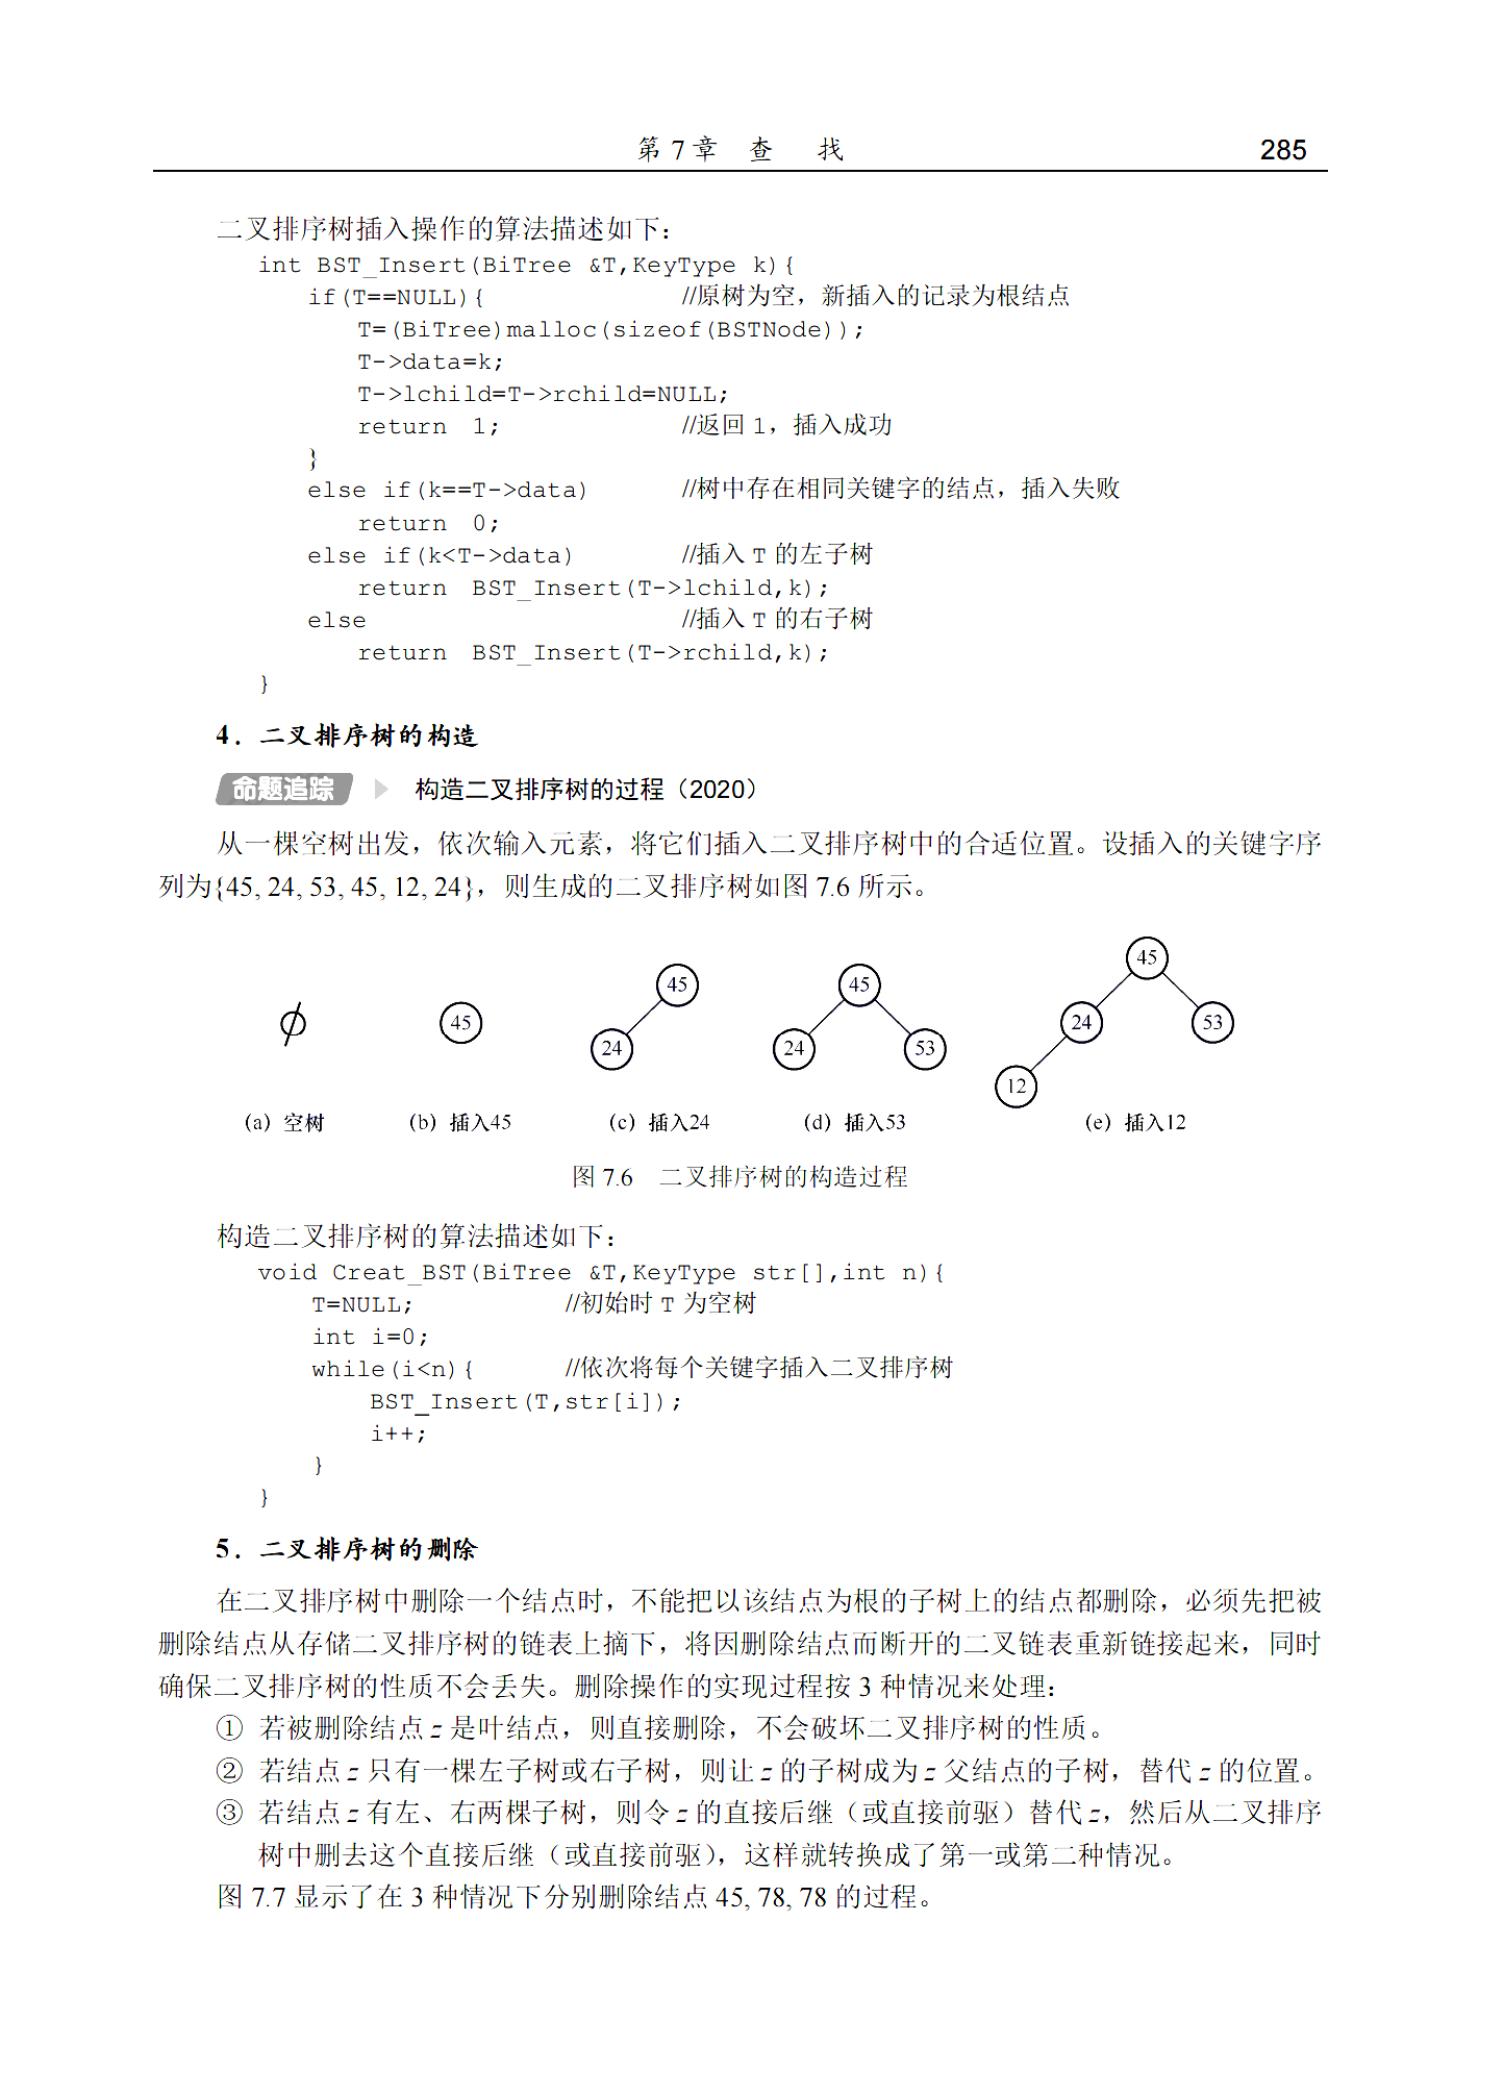 第 7 章 查 找 285
二叉排序树插入操作的算法描述如下：
int BST_Insert(BiTree &T,KeyType k){
if(T==NULL){ //原树为空，新插入的记录为根结点
T=(BiTree)malloc(sizeof(BSTNode));
T->data=k;
T->lchild=T->rchild=NULL;
return 1; //返回 1，插入成功
}
else if(k==T->data) //树中存在相同关键字的结点，插入失败
return 0;
else if(k<T->data) //插入 T 的左子树
return BST_Insert(T->lchild,k);
else //插入 T 的右子树
return BST_Insert(T->rchild,k);
}
4．二叉排序树的构造
命题追踪 构造二叉排序树的过程（2020）
从一棵空树出发，依次输入元素，将它们插入二叉排序树中的合适位置。设插入的关键字序
列为{45, 24, 53, 45, 12, 24}，则生成的二叉排序树如图 7.6 所示。
ϕ 45 45 24 45 24 53 45 24 53 12
(a) 空树 (b) 插入45 (c) 插入24 (d) 插入53 (e) 插入12
图 7.6 二叉排序树的构造过程
构造二叉排序树的算法描述如下：
void Creat_BST(BiTree &T,KeyType str[],int n){
T=NULL; //初始时 T 为空树
int i=0;
while(i<n){ //依次将每个关键字插入二叉排序树
BST_Insert(T,str[i]);
i++;
}
}
5．二叉排序树的删除
在二叉排序树中删除一个结点时，不能把以该结点为根的子树上的结点都删除，必须先把被
删除结点从存储二叉排序树的链表上摘下，将因删除结点而断开的二叉链表重新链接起来，同时
确保二叉排序树的性质不会丢失。删除操作的实现过程按 3 种情况来处理：
① 若被删除结点 z 是叶结点，则直接删除，不会破坏二叉排序树的性质。
② 若结点 z 只有一棵左子树或右子树，则让 z 的子树成为 z 父结点的子树，替代 z 的位置。
③ 若结点 z 有左、右两棵子树，则令 z 的直接后继（或直接前驱）替代 z，然后从二叉排序
树中删去这个直接后继（或直接前驱），这样就转换成了第一或第二种情况。
图 7.7 显示了在 3 种情况下分别删除结点 45, 78, 78 的过程。